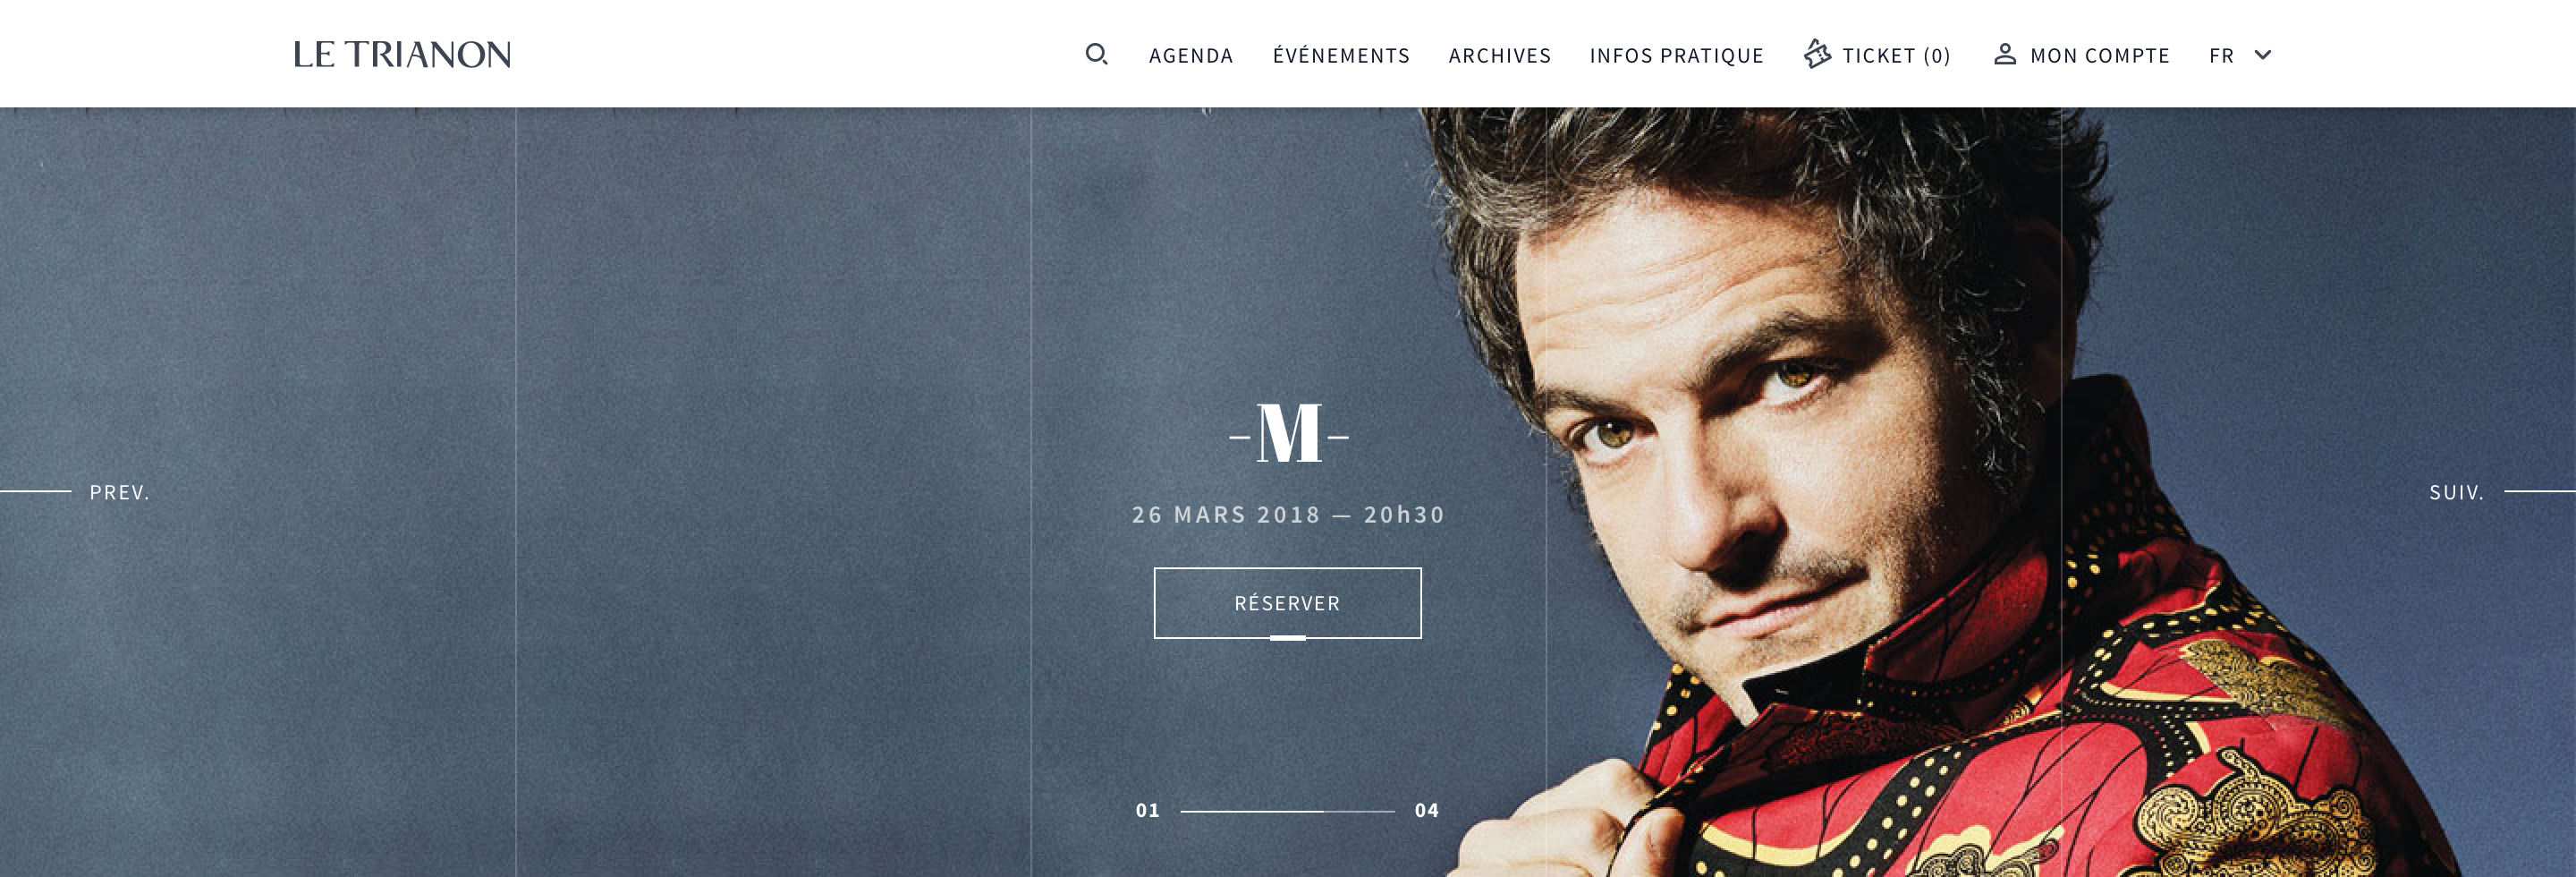 LE TRIANON
AGENDA ÉVÉNEMENTS ARCHIVES INFOS PRATIQUE TICKET (0) MON COMPTE FR
-M-
PREV.
SUIV.
26 MARS 2018 — 20h30
RÉSERVER
01 04